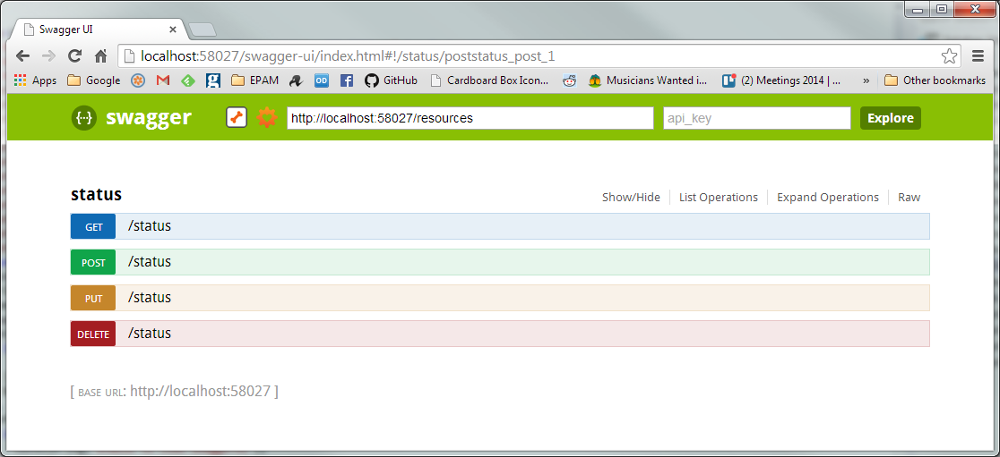 Swagger UI
localhost:58027/swagger-ui/index.html#!/status/poststatus_post_1
Apps Google EPAM GitHub Cardboard Box Icon... Musicians Wanted i... (2) Meetings 2014 | ... » Other bookmarks
swagger http://localhost:58027/resources api_key Explore
status Show/Hide List Operations Expand Operations Raw
GET /status
POST /status
PUT /status
DELETE /status
[ BASE URL: http://localhost:58027 ]